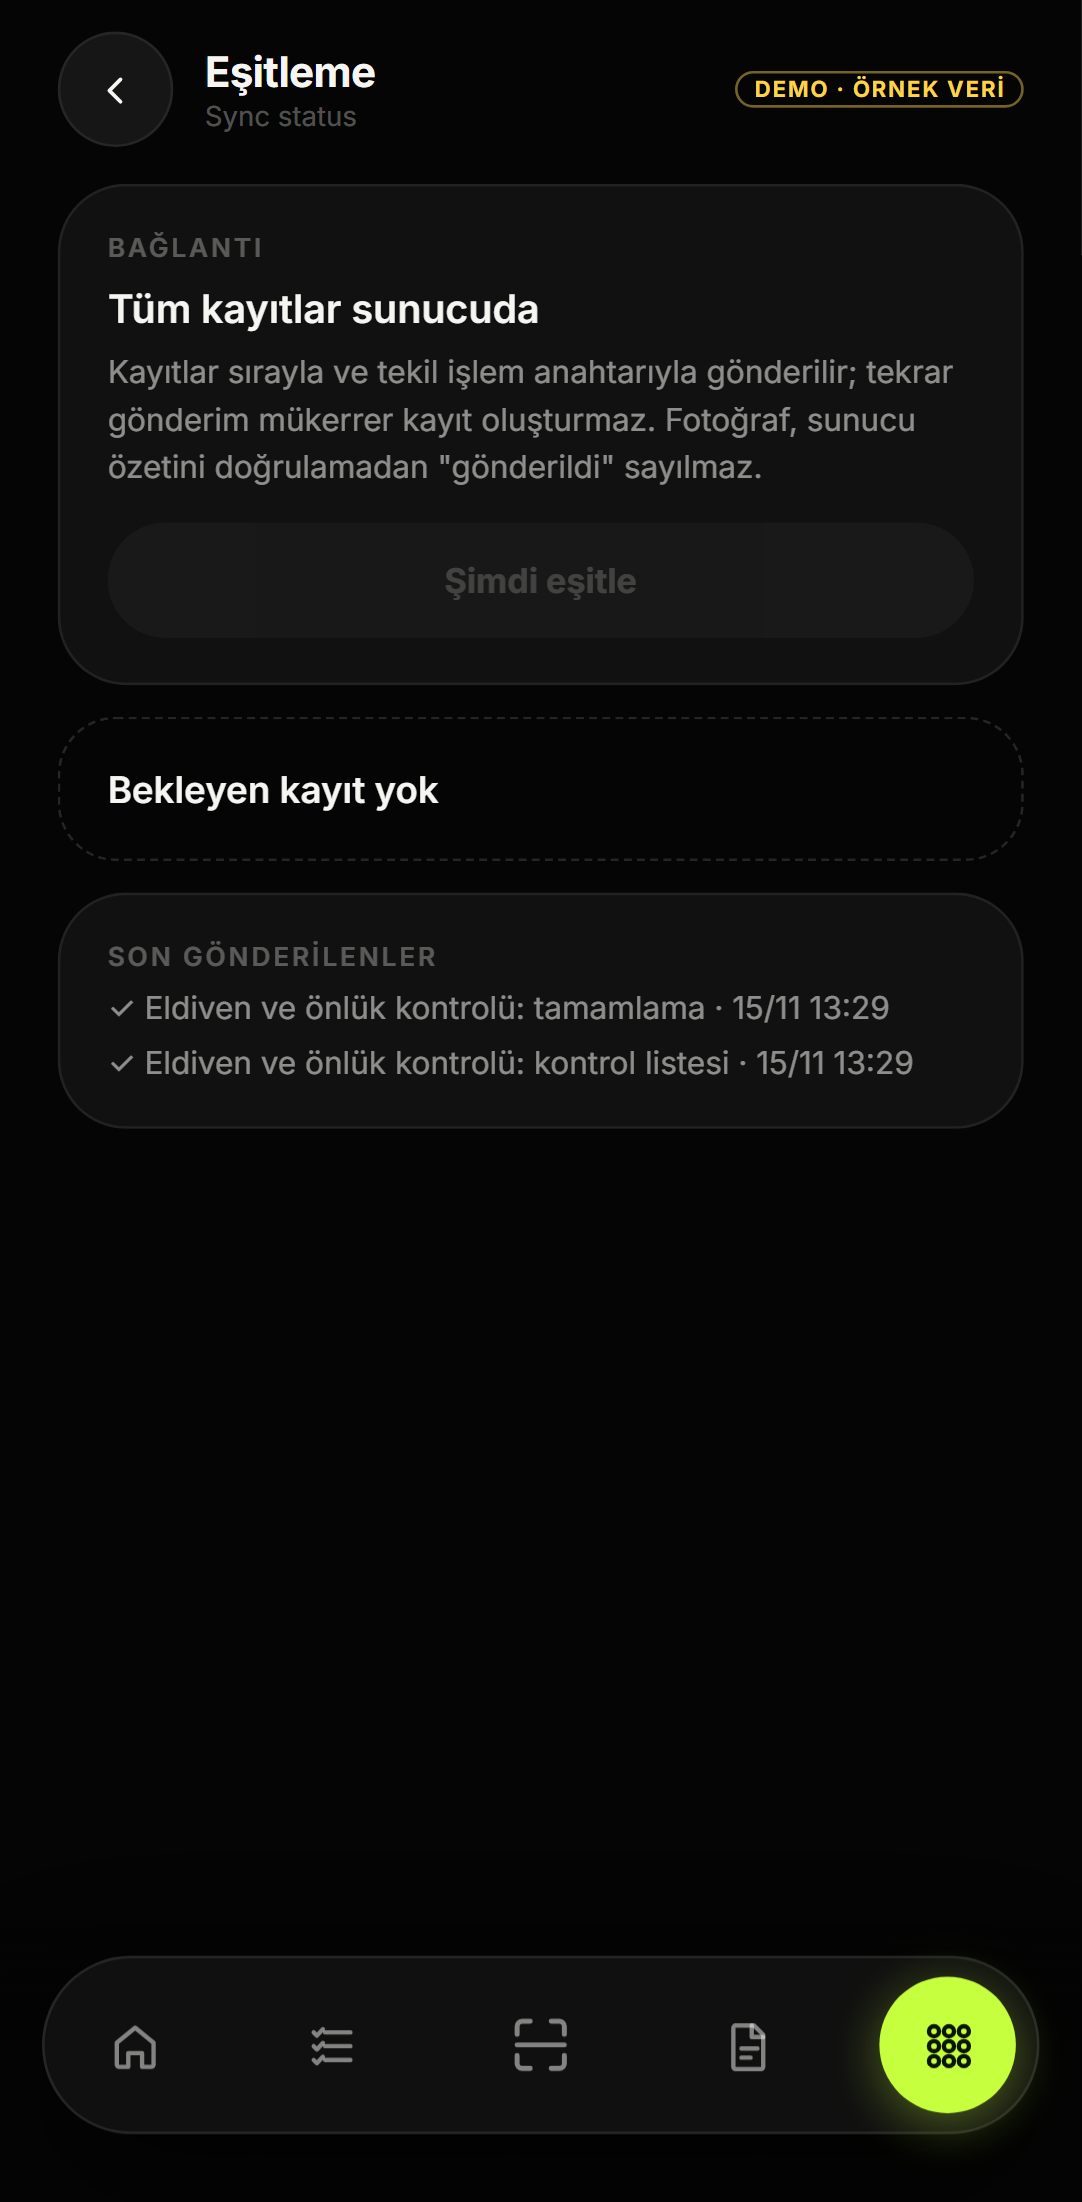 Eşitleme
Sync status
DEMO · ÖRNEK VERİ
BAĞLANTI
Tüm kayıtlar sunucuda
Kayıtlar sırayla ve tekil işlem anahtarıyla gönderilir; tekrar
gönderim mükerrer kayıt oluşturmaz. Fotoğraf, sunucu
özetini doğrulamadan "gönderildi" sayılmaz.
Şimdi eşitle
Bekleyen kayıt yok
SON GÖNDERİLENLER
✓ Eldiven ve önlük kontrolü: tamamlama · 15/11 13:29
✓ Eldiven ve önlük kontrolü: kontrol listesi · 15/11 13:29